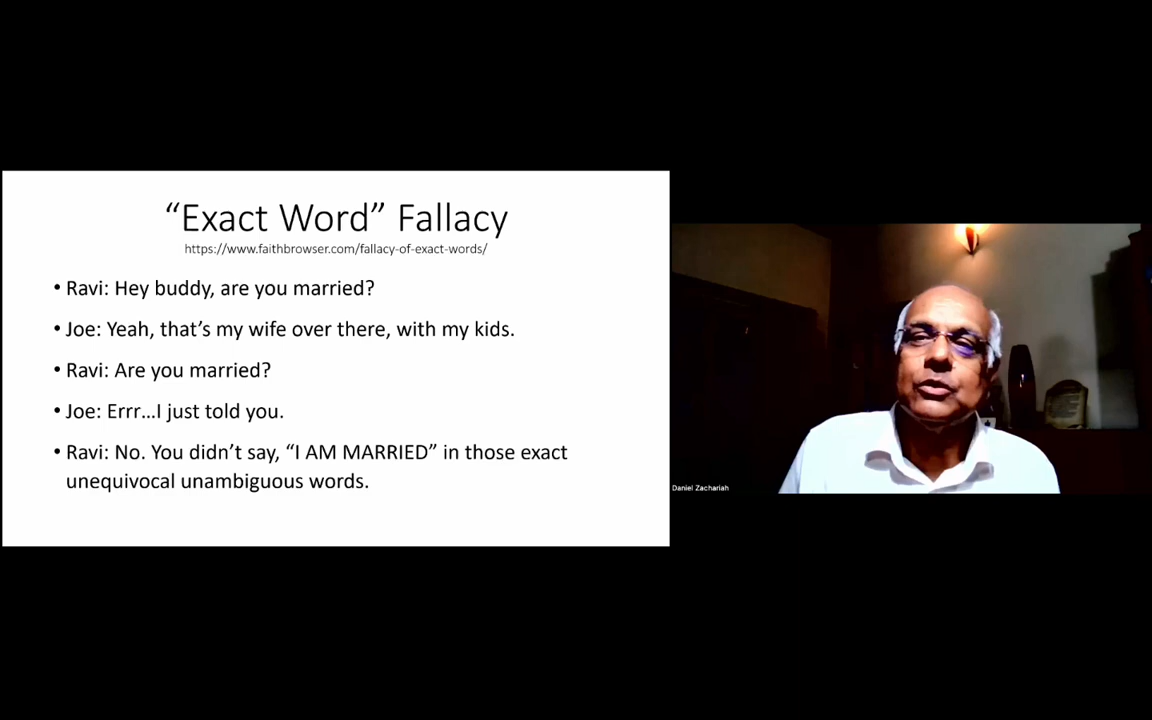 “Exact Word” Fallacy
https://www.faithbrowser.com/fallacy-of-exact-words/
• Ravi: Hey buddy, are you married?
• Joe: Yeah, that’s my wife over there, with my kids.
• Ravi: Are you married?
• Joe: Errr…I just told you.
• Ravi: No. You didn’t say, “I AM MARRIED” in those exact
unequivocal unambiguous words.
Daniel Zachariah